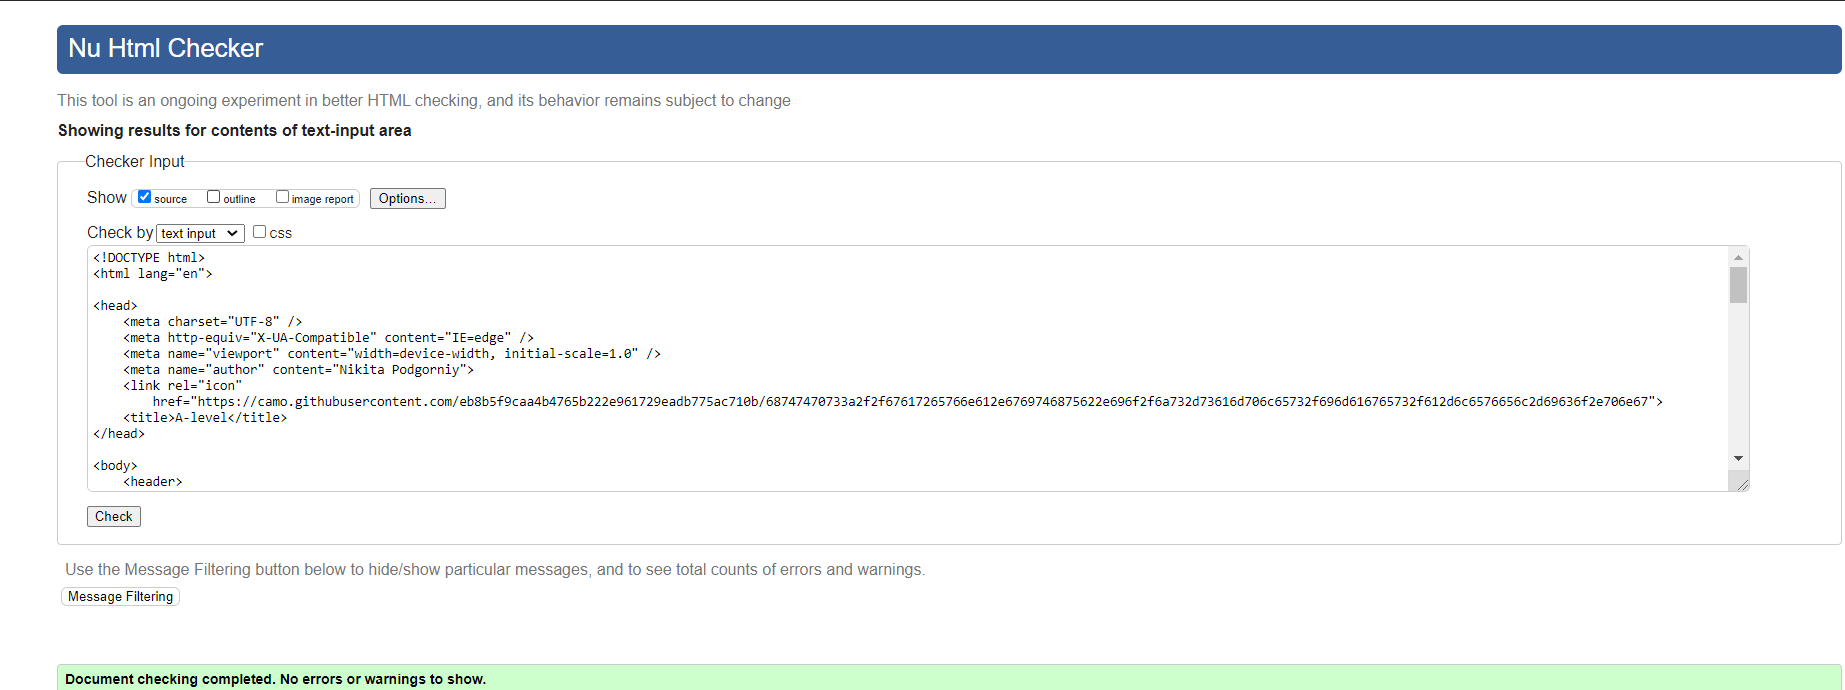 Nu Html Checker
This tool is an ongoing experiment in better HTML checking, and its behavior remains subject to change
Showing results for contents of text-input area
Checker Input
Show source outline image report Options...
Check by text input css
<!DOCTYPE html>
<html lang="en">
<head>
<meta charset="UTF-8" />
<meta http-equiv="X-UA-Compatible" content="IE=edge" />
<meta name="viewport" content="width=device-width, initial-scale=1.0" />
<meta name="author" content="Nikita Podgorniy">
<link rel="icon"
href="https://camo.githubusercontent.com/eb8b5f9caa4b4765b222e961729eadb775ac710b/68747470733a2f2f67617265766e612e6769746875622e696f2f6a732d73616d706c65732f696d616765732f612d6c6576656c2d69636f2e706e67">
<title>A-level</title>
</head>
<body>
<header>
Check
Use the Message Filtering button below to hide/show particular messages, and to see total counts of errors and warnings.
Message Filtering
Document checking completed. No errors or warnings to show.